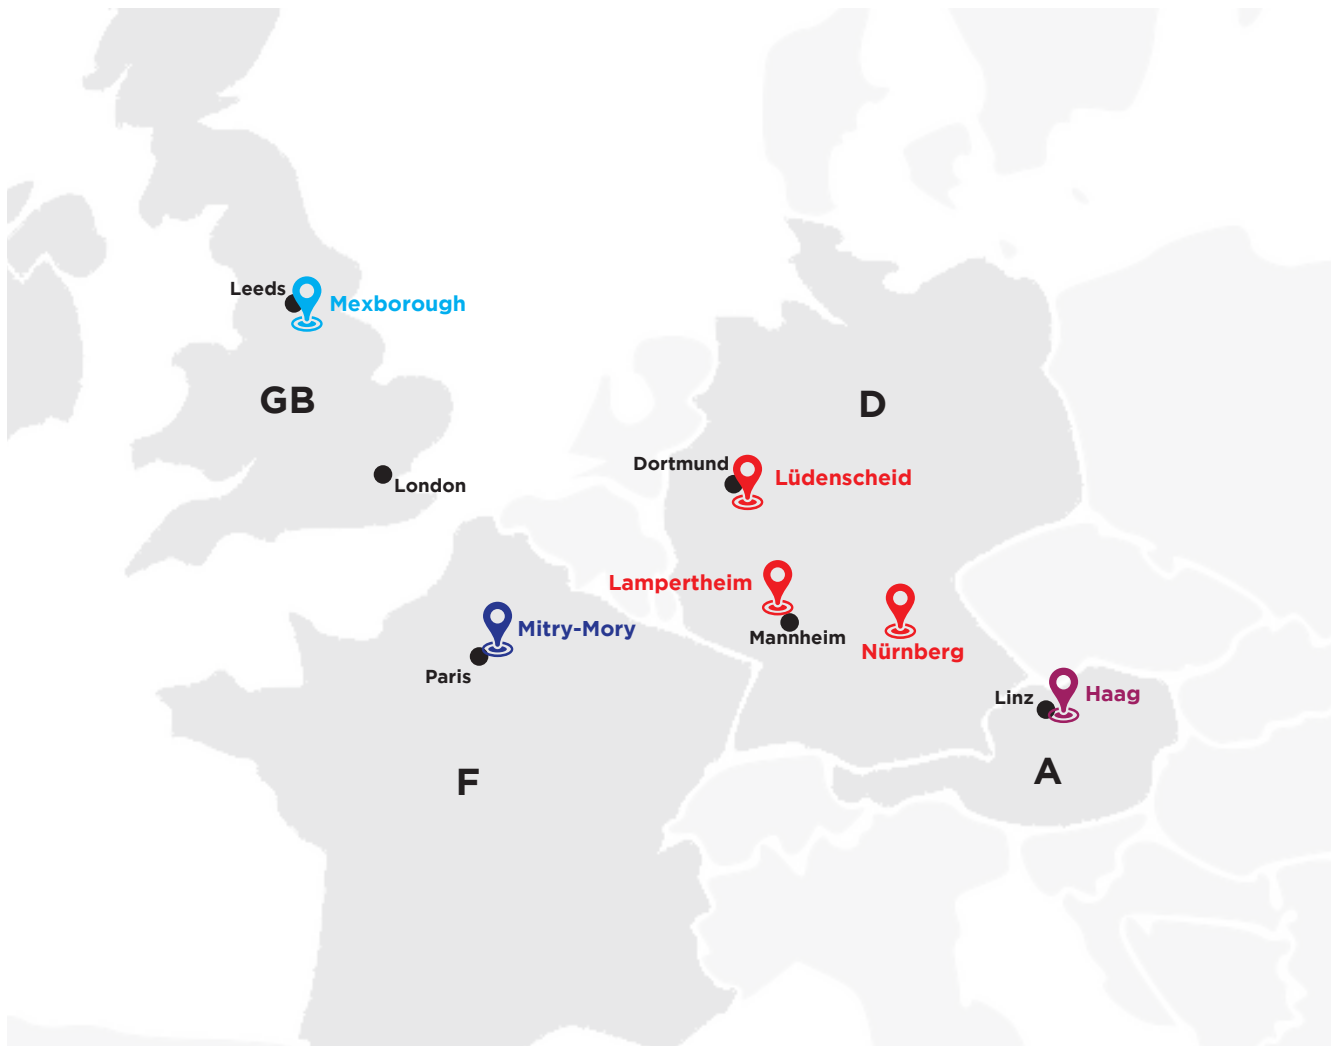 Leeds
Mexborough
GB
D
Dortmund
Lüdenscheid
London
Lampertheim
Mannheim
Nürnberg
Mitry-Mory
Paris
Linz
Haag
F
A